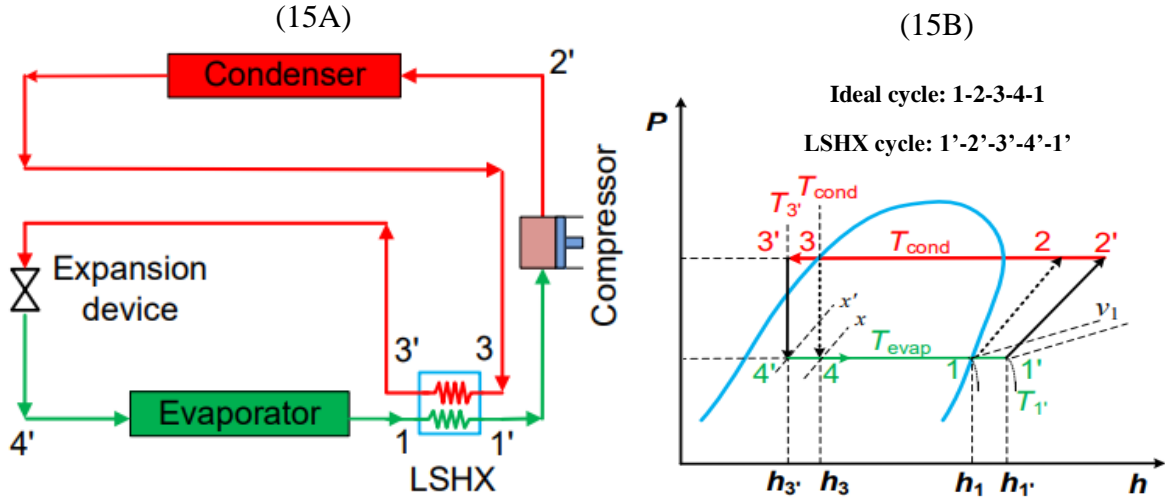 (15A)
Condenser
2'
Compressor
Expansion
device
3'
3
4'
Evaporator
1
1'
LSHX
(15B)
Ideal cycle: 1-2-3-4-1
LSHX cycle: 1’-2’-3’-4’-1’
P
T3'
Tcond
3'
3
Tcond
2
2'
x'
x
v1
Tevap
4'
4
1
1'
T1'
h3'
h3
h1
h1'
h